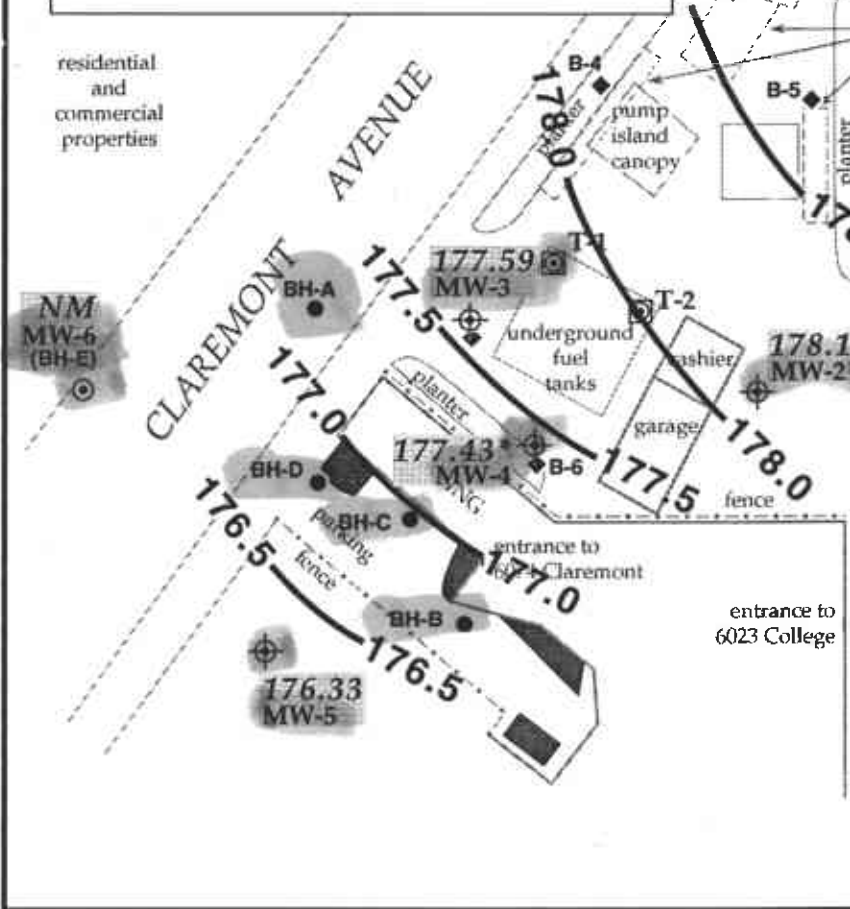 residential
and
commercial
properties
CLAREMONT AVENUE
B-4
178.0
planter
pump
island
canopy
B-5
planter
177.59
MW-3
T-1
T-2
177.5
BH-A
NM
MW-6
(BH-E)
underground
fuel
tanks
cashier
178.1
MW-2
garage
178.0
177.0
planter
177.43
MW-4
B-6
177.5
fence
BH-D
BH-C
parking
176.5
fence
entrance to
Claremont
177.0
BH-B
entrance to
6023 College
176.5
176.33
MW-5